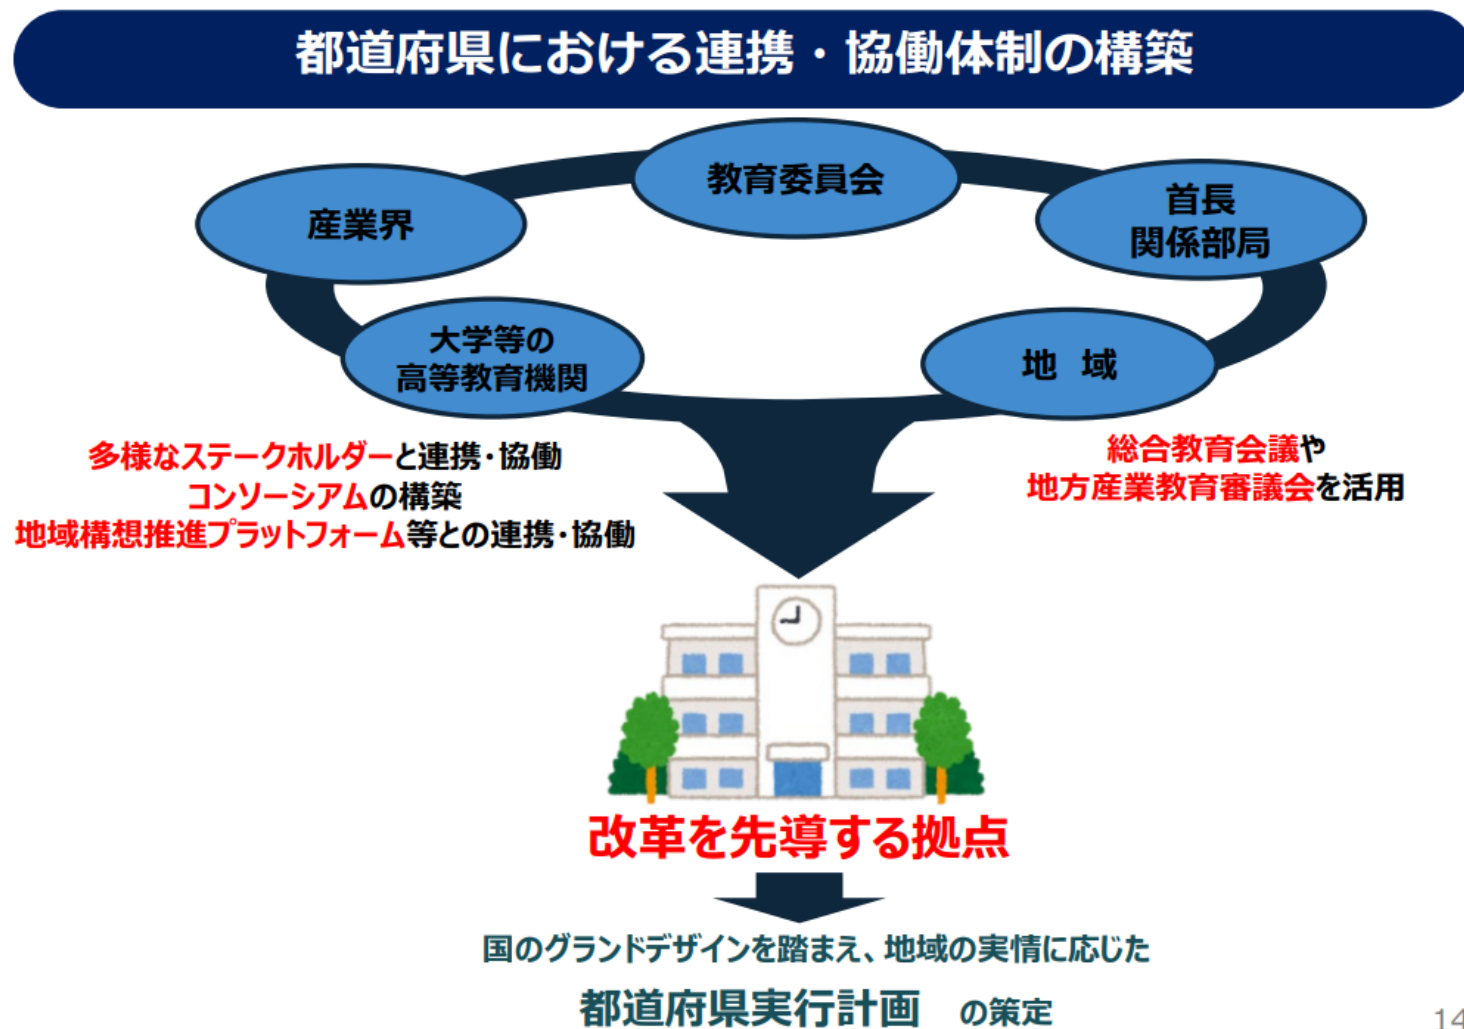 都道府県における連携・協働体制の構築
教育委員会
産業界
首長
関係部局
大学等の
高等教育機関
地 域
多様なステークホルダーと連携・協働
コンソーシアムの構築
地域構想推進プラットフォーム等との連携・協働
総合教育会議や
地方産業教育審議会を活用
改革を先導する拠点
国のグランドデザインを踏まえ、地域の実情に応じた
都道府県実行計画 の策定
14